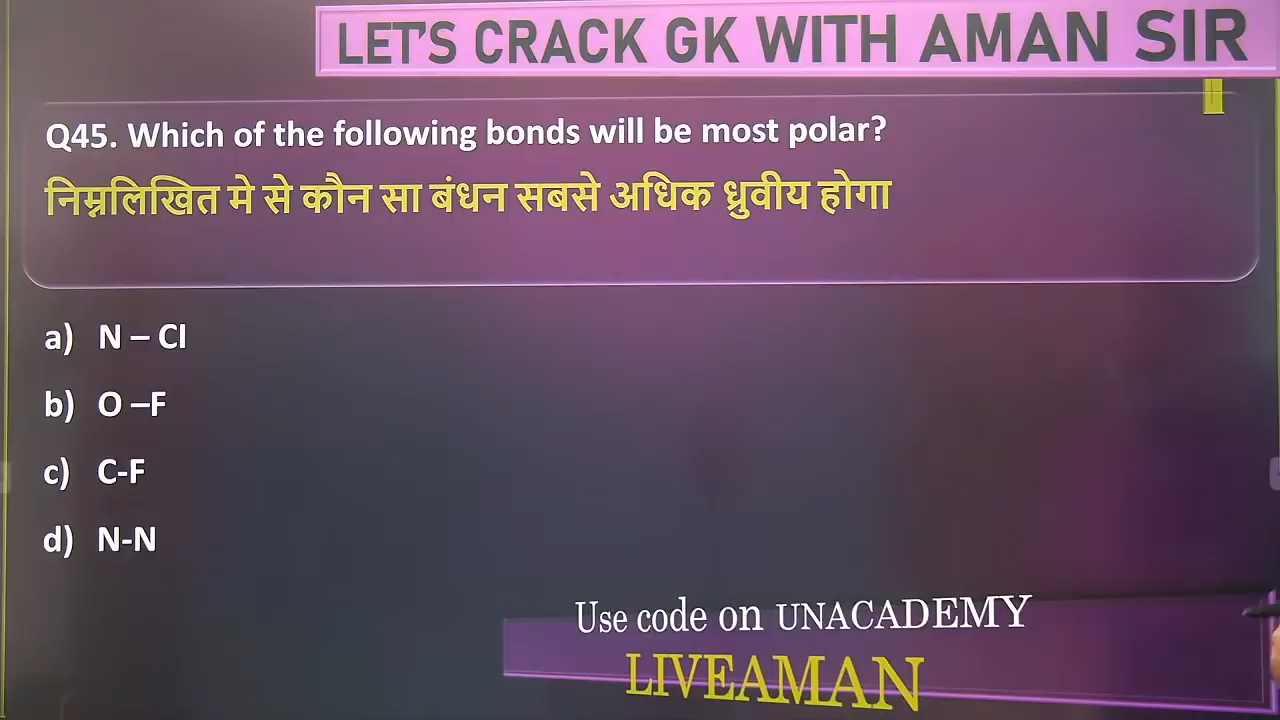 LET'S CRACK GK WITH AMAN SIR
Q45. Which of the following bonds will be most polar?
निम्नलिखित मे से कौन सा बंधन सबसे अधिक ध्रुवीय होगा
a) N – Cl
b) O –F
c) C-F
d) N-N
Use code on UNACADEMY
LIVEAMAN